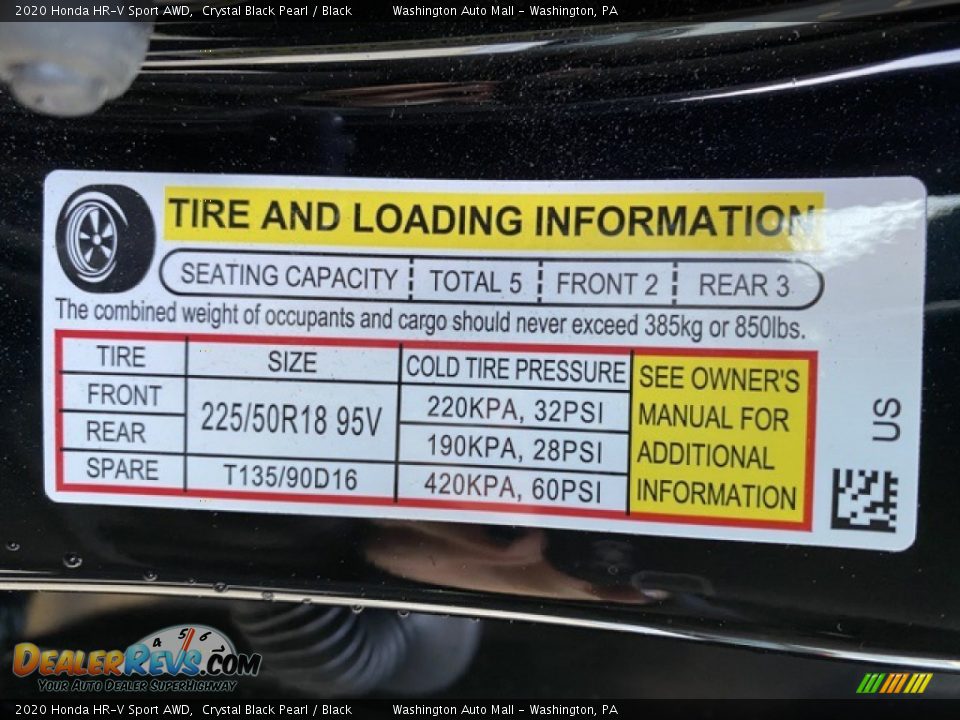 2020 Honda HR-V Sport AWD, Crystal Black Pearl / Black Washington Auto Mall - Washington, PA
TIRE AND LOADING INFORMATION
SEATING CAPACITY TOTAL 5 FRONT 2 REAR 3
The combined weight of occupants and cargo should never exceed 385kg or 850lbs.
TIRE SIZE COLD TIRE PRESSURE
FRONT 225/50R18 95V 220KPA, 32PSI
REAR 190KPA, 28PSI
SPARE T135/90D16 420KPA, 60PSI
SEE OWNER'S
MANUAL FOR
ADDITIONAL
INFORMATION
US
4 5 6
DEALERREVS.COM
YOUR AUTO DEALER SUPERHIGHWAY
2020 Honda HR-V Sport AWD, Crystal Black Pearl / Black Washington Auto Mall - Washington, PA